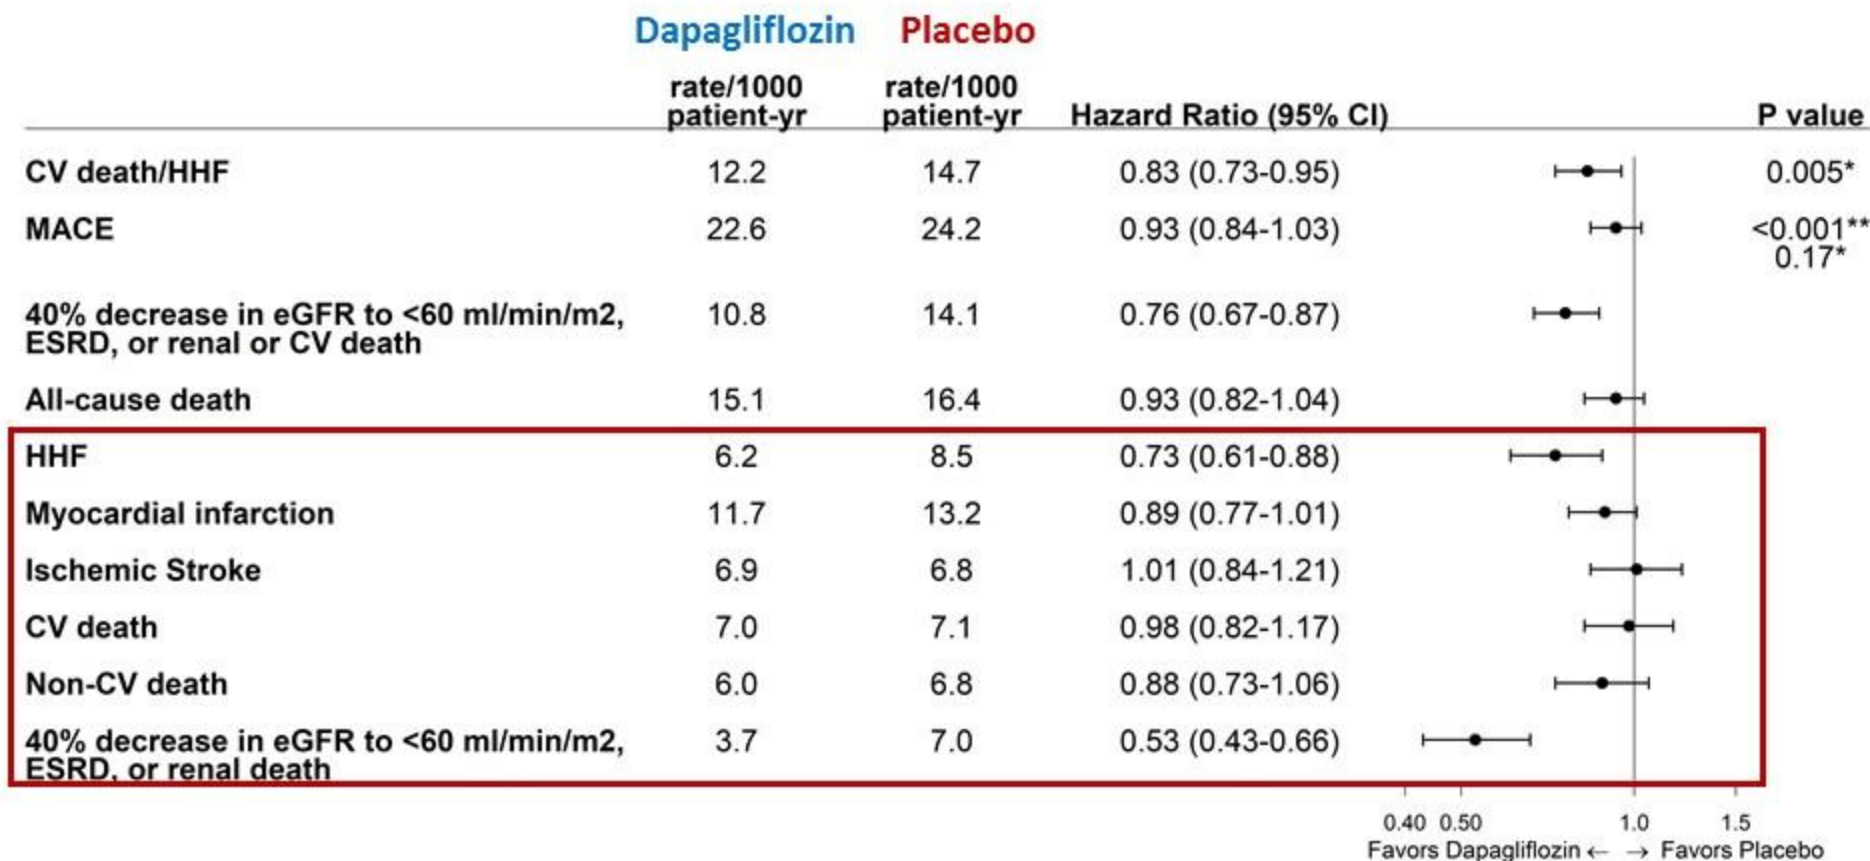 Dapagliflozin Placebo
rate/1000 rate/1000
patient-yr patient-yr Hazard Ratio (95% CI) P value
CV death/HHF 12.2 14.7 0.83 (0.73-0.95) 0.005*
MACE 22.6 24.2 0.93 (0.84-1.03) <0.001**
0.17*
40% decrease in eGFR to <60 ml/min/m2, 10.8 14.1 0.76 (0.67-0.87)
ESRD, or renal or CV death
All-cause death 15.1 16.4 0.93 (0.82-1.04)
HHF 6.2 8.5 0.73 (0.61-0.88)
Myocardial infarction 11.7 13.2 0.89 (0.77-1.01)
Ischemic Stroke 6.9 6.8 1.01 (0.84-1.21)
CV death 7.0 7.1 0.98 (0.82-1.17)
Non-CV death 6.0 6.8 0.88 (0.73-1.06)
40% decrease in eGFR to <60 ml/min/m2, 3.7 7.0 0.53 (0.43-0.66)
ESRD, or renal death
0.40 0.50 1.0 1.5
Favors Dapagliflozin ← → Favors Placebo